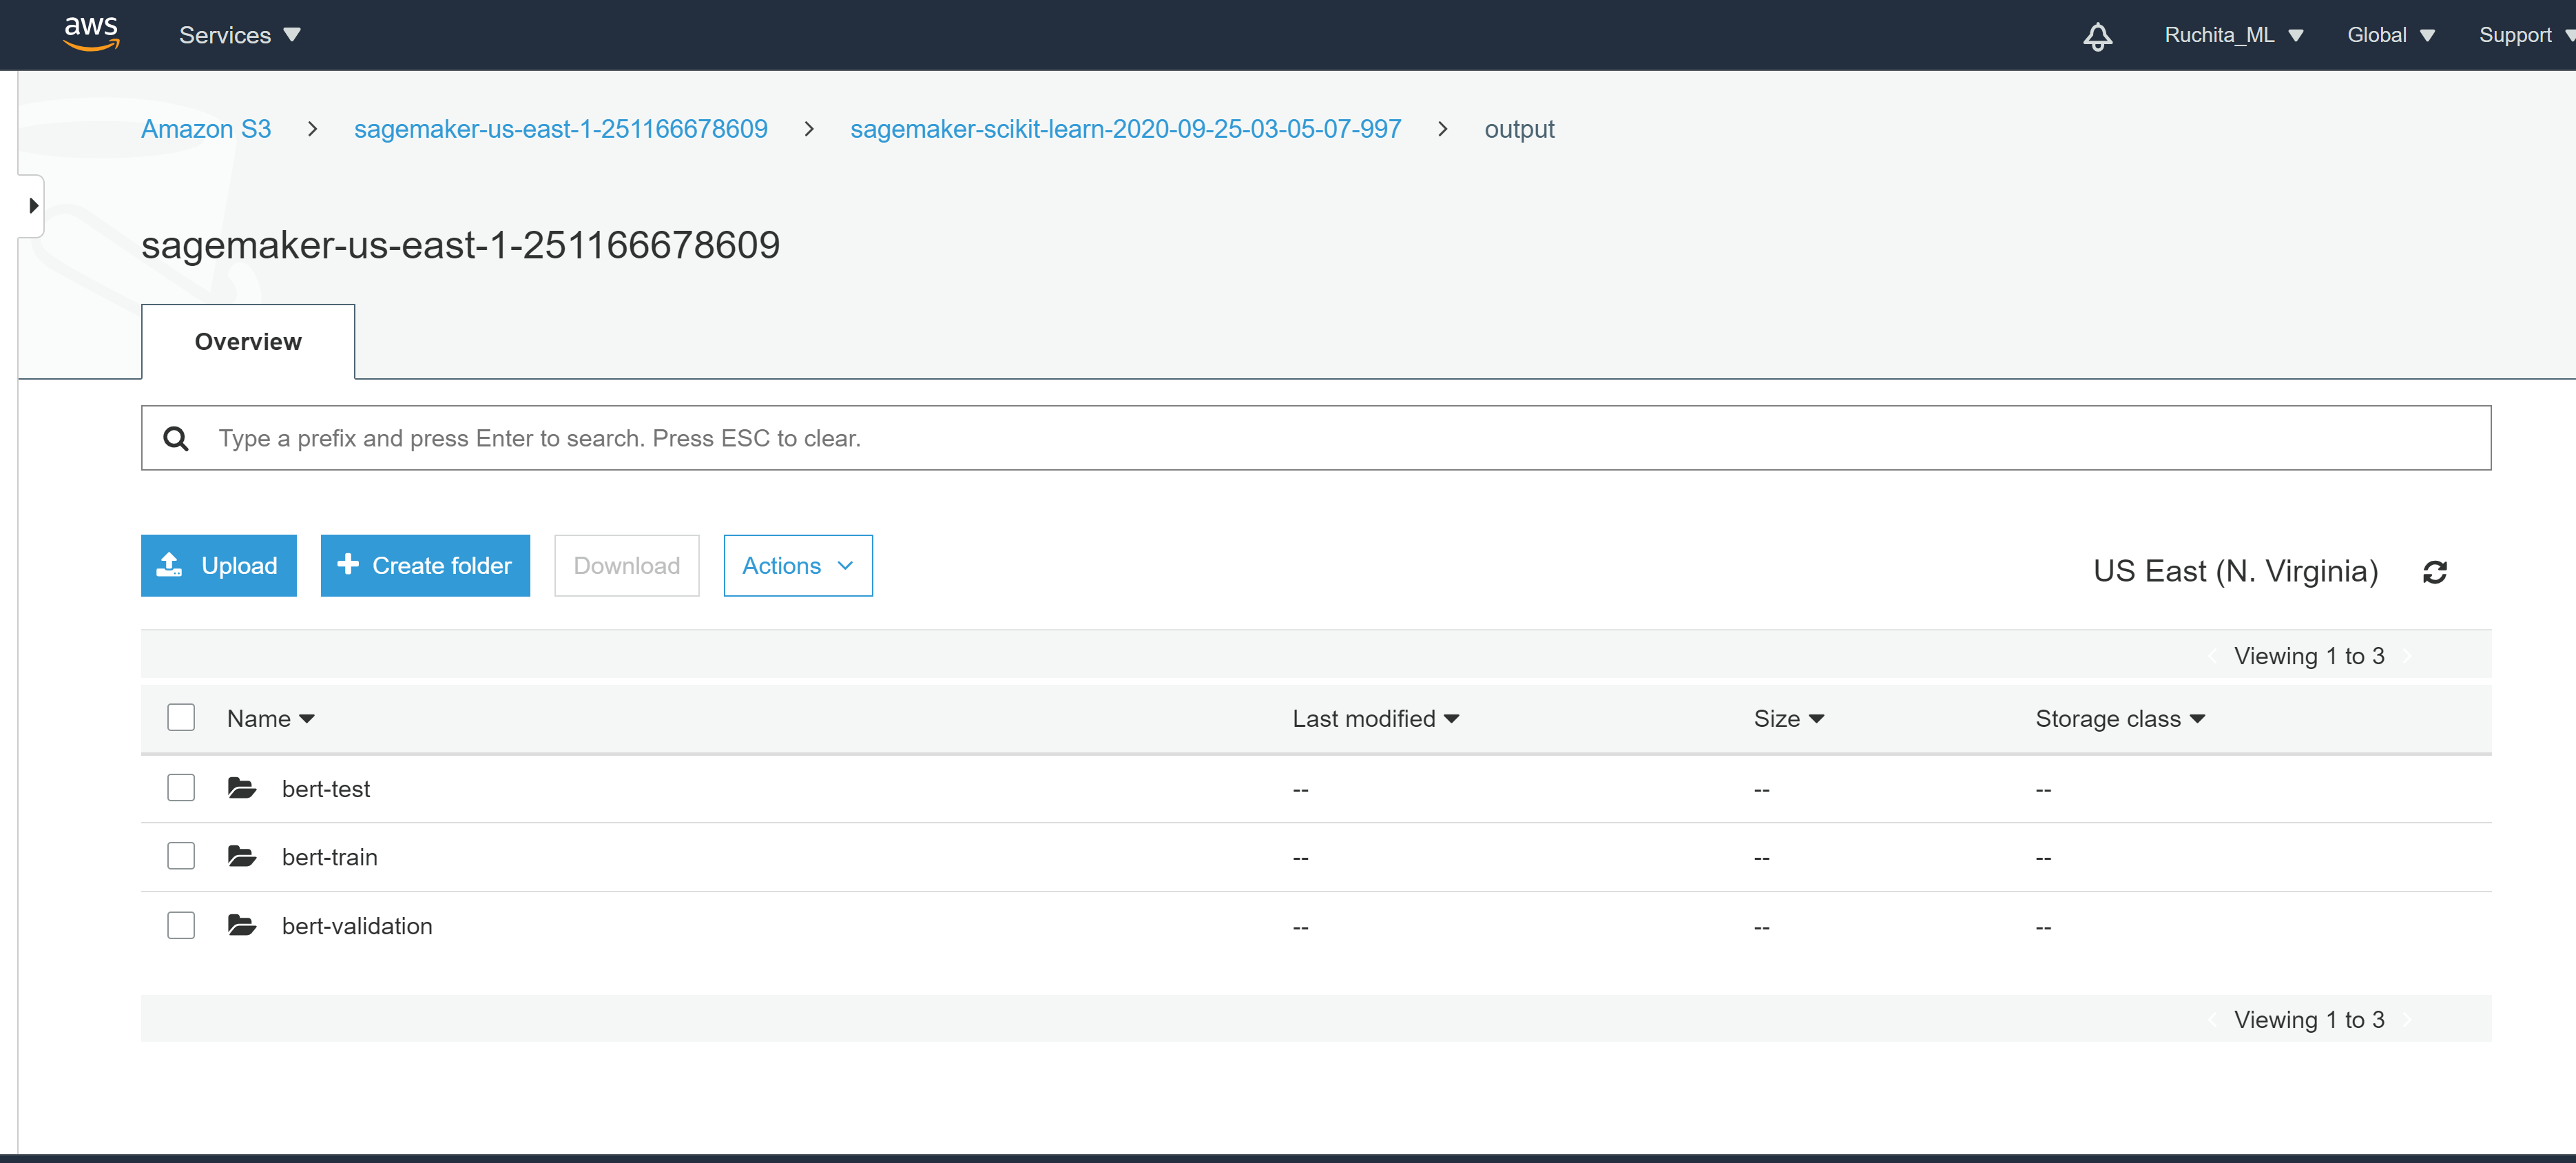 aws Services Ruchita_ML Global Support
Amazon S3 > sagemaker-us-east-1-251166678609 > sagemaker-scikit-learn-2020-09-25-03-05-07-997 > output
sagemaker-us-east-1-251166678609
Overview
Type a prefix and press Enter to search. Press ESC to clear.
Upload + Create folder Download Actions US East (N. Virginia)
Viewing 1 to 3
Name Last modified Size Storage class
bert-test -- -- --
bert-train -- -- --
bert-validation -- -- --
Viewing 1 to 3